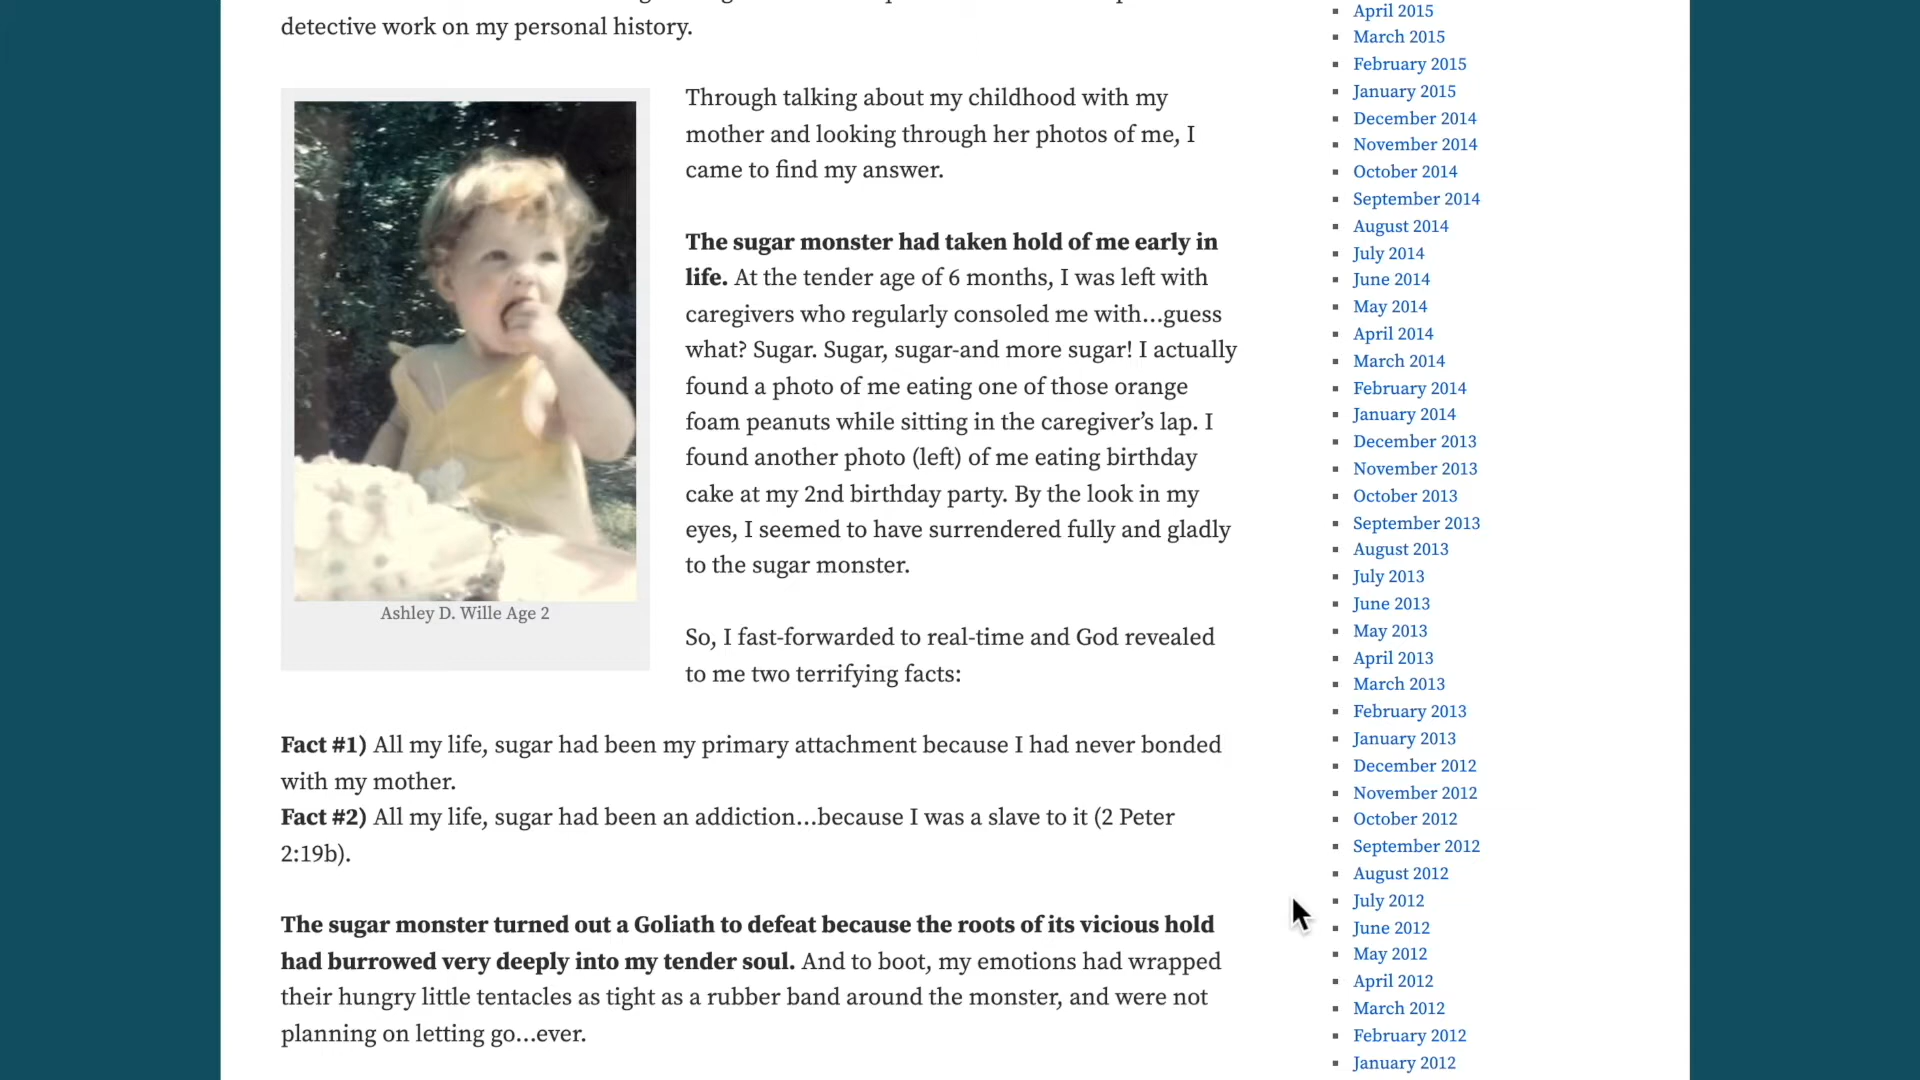 detective work on my personal history.
Through talking about my childhood with my
mother and looking through her photos of me, I
came to find my answer.
The sugar monster had taken hold of me early in
life. At the tender age of 6 months, I was left with
caregivers who regularly consoled me with…guess
what? Sugar. Sugar, sugar-and more sugar! I actually
found a photo of me eating one of those orange
foam peanuts while sitting in the caregiver’s lap. I
found another photo (left) of me eating birthday
cake at my 2nd birthday party. By the look in my
eyes, I seemed to have surrendered fully and gladly
to the sugar monster.
Ashley D. Wille Age 2
So, I fast-forwarded to real-time and God revealed
to me two terrifying facts:
Fact #1) All my life, sugar had been my primary attachment because I had never bonded
with my mother.
Fact #2) All my life, sugar had been an addiction…because I was a slave to it (2 Peter
2:19b).
The sugar monster turned out a Goliath to defeat because the roots of its vicious hold
had burrowed very deeply into my tender soul. And to boot, my emotions had wrapped
their hungry little tentacles as tight as a rubber band around the monster, and were not
planning on letting go…ever.
April 2015
March 2015
February 2015
January 2015
December 2014
November 2014
October 2014
September 2014
August 2014
July 2014
June 2014
May 2014
April 2014
March 2014
February 2014
January 2014
December 2013
November 2013
October 2013
September 2013
August 2013
July 2013
June 2013
May 2013
April 2013
March 2013
February 2013
January 2013
December 2012
November 2012
October 2012
September 2012
August 2012
July 2012
June 2012
May 2012
April 2012
March 2012
February 2012
January 2012